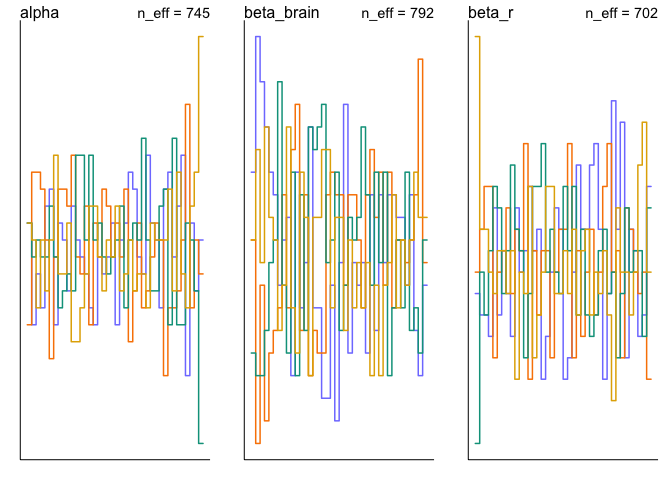 alpha n_eff = 745
beta_brain n_eff = 792
beta_r n_eff = 702